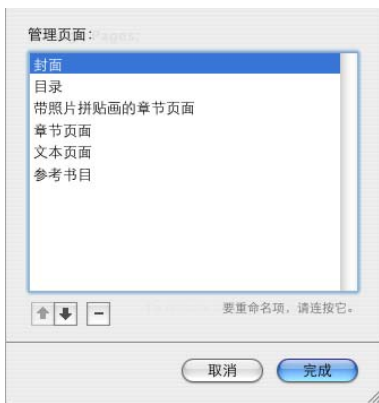 管理页面:
封面
目录
带照片拼贴画的章节页面
章节页面
文本页面
参考书目
要重命名项，请连按它。
取消
完成